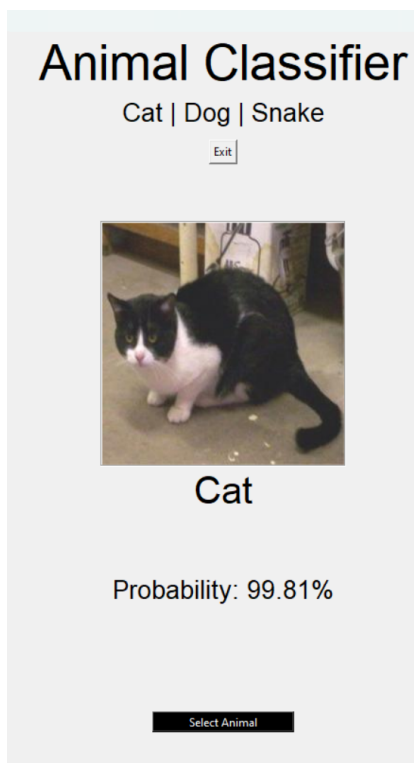 Animal Classifier
Cat | Dog | Snake
Exit
Cat
Probability: 99.81%
Select Animal